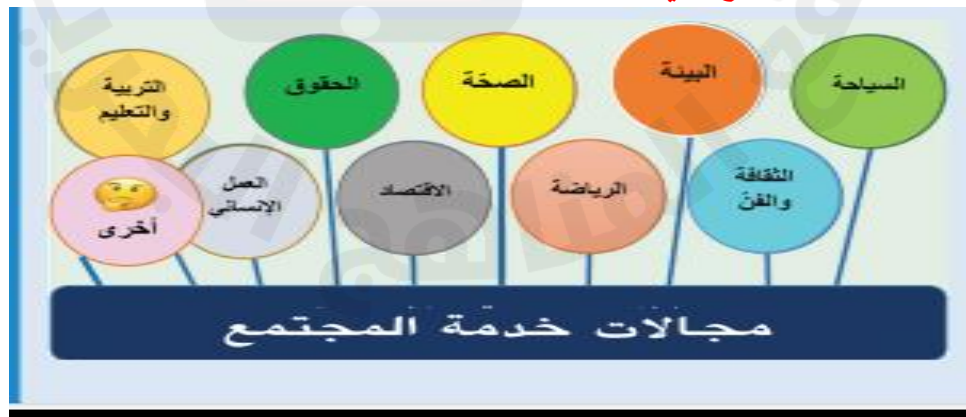 السياحة
البيئة
الصحّة
الحقوق
التربية
والتعليم
الثقافة
والفنّ
الرياضة
الاقتصاد
العمل
الإنساني
أخرى
مجالات خدمة المجتمع